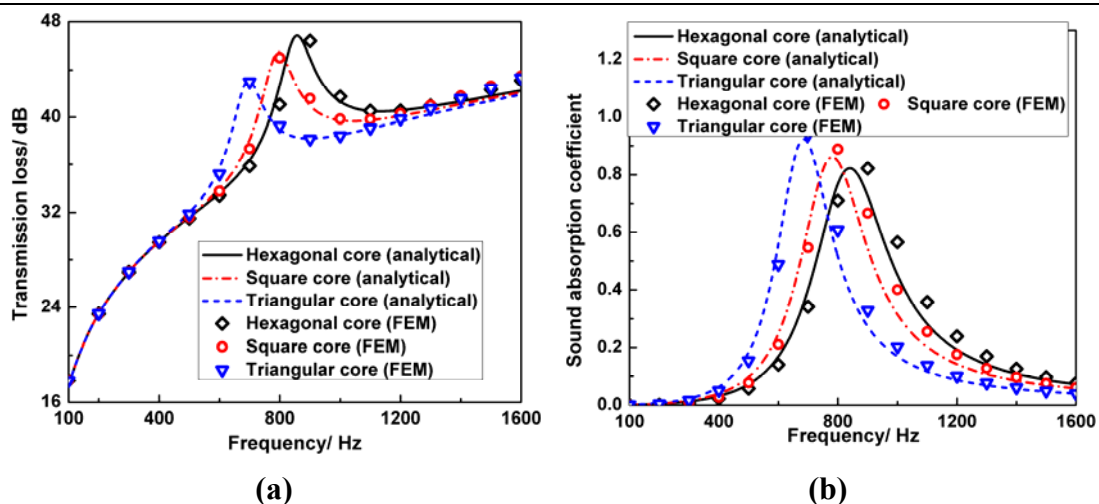 48
40
32
24
16
Transmission loss/ dB
Hexagonal core (analytical)
Square core (analytical)
Triangular core (analytical)
Hexagonal core (FEM)
Square core (FEM)
Triangular core (FEM)
100 400 800 1200 1600
Frequency/ Hz
(a)
1.2
1.0
0.8
0.6
0.4
0.2
0.0
Sound absorption coefficient
Hexagonal core (analytical)
Square core (analytical)
Triangular core (analytical)
Hexagonal core (FEM) Square core (FEM)
Triangular core (FEM)
100 400 800 1200 1600
Frequency/ Hz
(b)